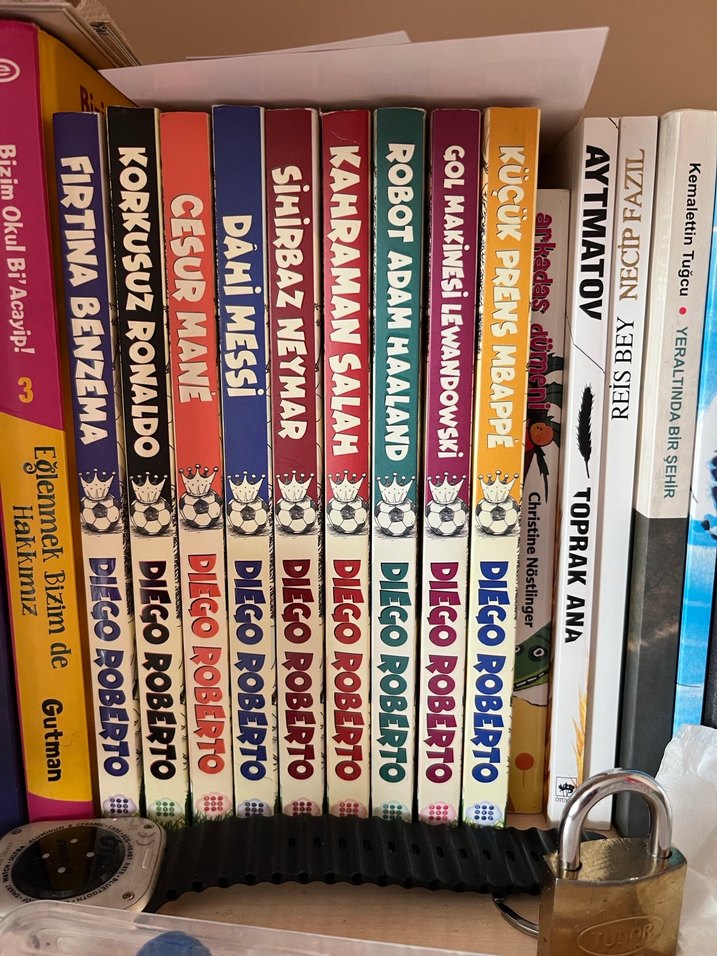 Bizim Okul Bi'Acayip!
3
Eğlenmek Bizim de
Hakkımız
Gutman
FIRTINA BENZEMA
DIEGO ROBERTO
KORKUSUZ RONALDO
DIEGO ROBERTO
CESUR MANE
DIEGO ROBERTO
DÂHİ MESSİ
DIEGO ROBERTO
SİHİRBAZ NEYMAR
DIEGO ROBERTO
KAHRAMAN SALAH
DIEGO ROBERTO
ROBOT ADAM HAALAND
DIEGO ROBERTO
GOL MAKİNESİ LEWANDOWSKİ
DIEGO ROBERTO
KÜÇÜK PRENS MBAPPÉ
DIEGO ROBERTO
arkadaş dümeni
Christine Nöstlinger
AYTMATOV
TOPRAK ANA
REİS BEY NECİP FAZIL
Kemalettin Tuğcu • YERALTINDA BİR ŞEHİR
TUDOR